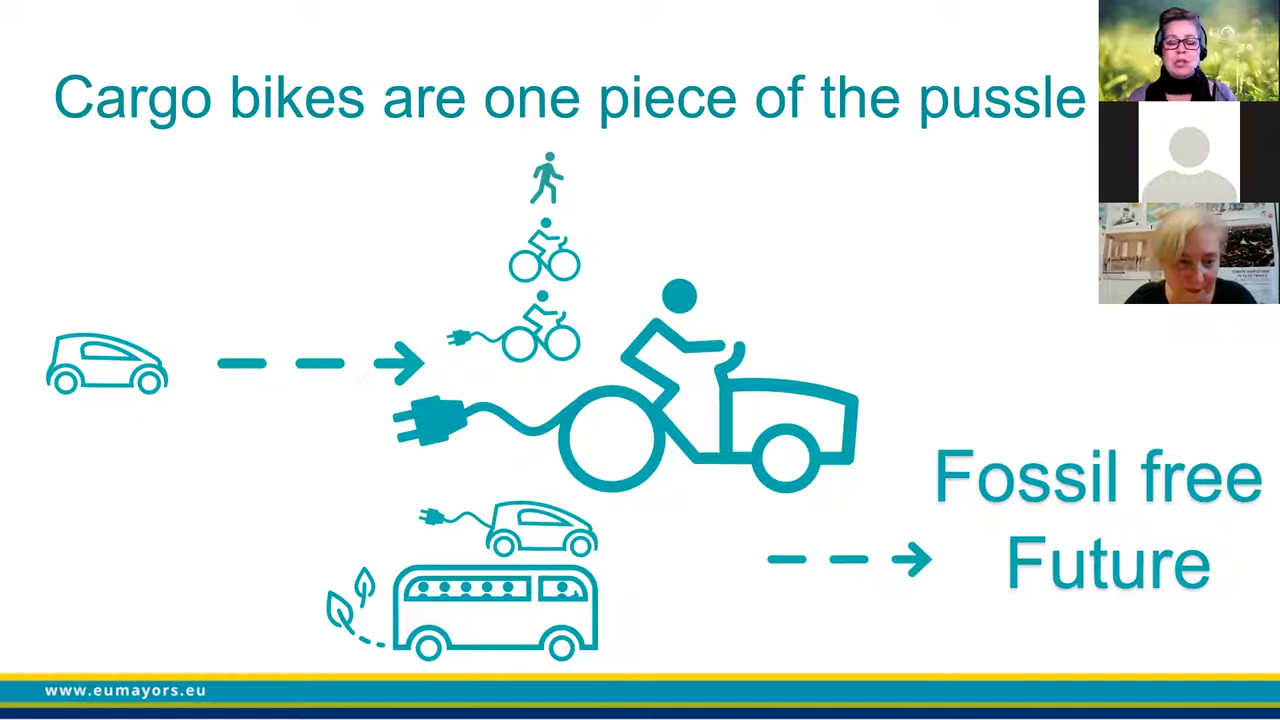 Cargo bikes are one piece of the pussle
Fossil free
Future
www.eumayors.eu